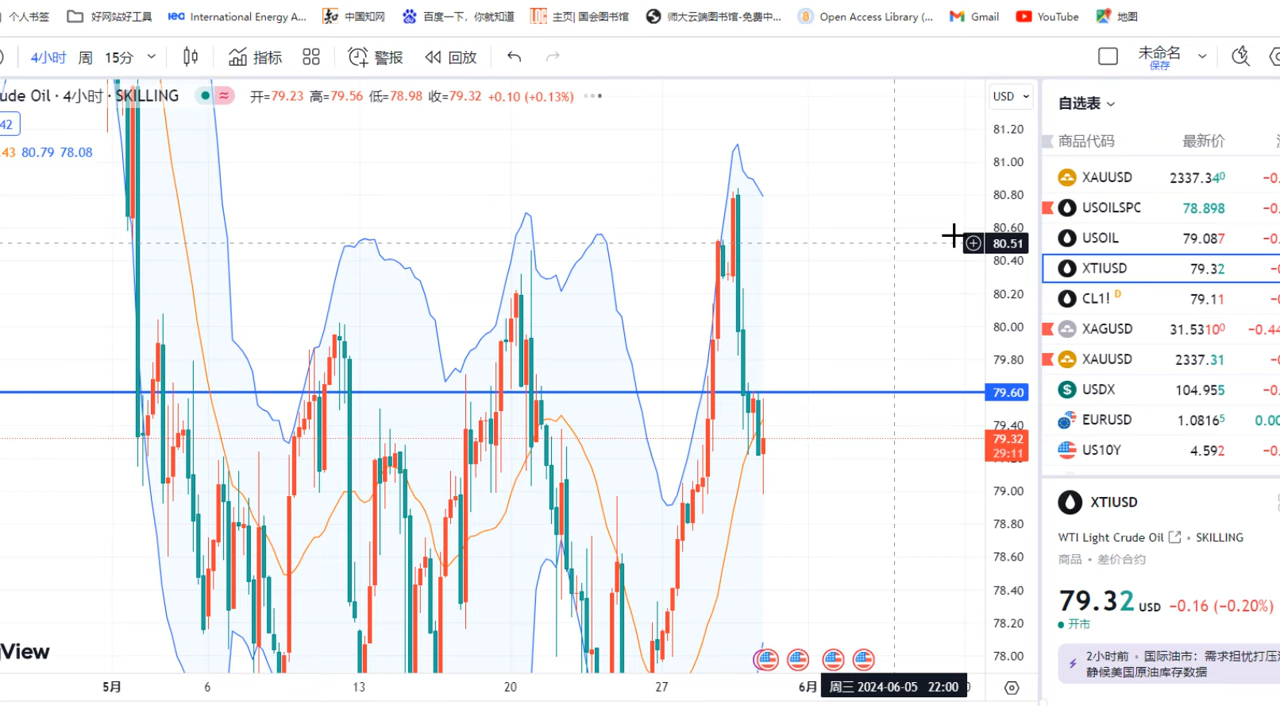 个人书签 好网站好工具 International Energy A... 中国知网 百度一下，你就知道 主页| 国会图书馆 师大云端图书馆-免费中... Open Access Library (... Gmail YouTube 地图
4小时 周 15分 指标 警报 回放 未命名
保存
ude Oil · 4小时 · SKILLING 开=79.23 高=79.56 低=78.98 收=79.32 +0.10 (+0.13%) USD
42
.43 80.79 78.08
81.20
81.00
80.80
80.60
80.51
80.40
80.20
80.00
79.80
79.60
79.40
79.32
29:11
79.00
78.80
78.60
78.40
78.20
78.00
View
5月 6 13 20 27 6月 周三 2024-06-05 22:00
自选表
商品代码 最新价
XAUUSD 2337.340 -0.
USOILSPC 78.898 -0.
USOIL 79.087 -0.
XTIUSD 79.32 -0
CL1! D 79.11 -0
XAGUSD 31.53100 -0.44
XAUUSD 2337.31 -0.
USDX 104.955 -0.
EURUSD 1.08165 0.00
US10Y 4.592 -0.
XTIUSD
WTI Light Crude Oil • SKILLING
商品 • 差价合约
79.32 USD -0.16 (-0.20%)
开市
2小时前 • 国际油市：需求担忧打压
静候美国原油库存数据